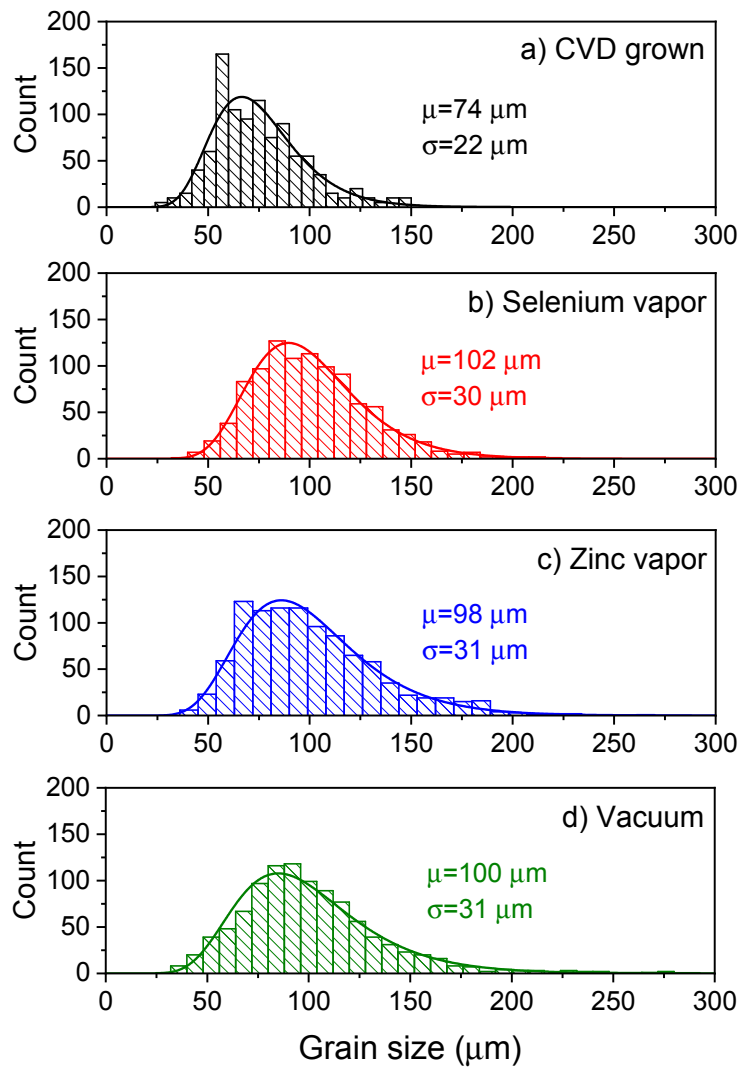 200
150
100
50
0
Count
a) CVD grown
μ=74 μm
σ=22 μm
0 50 100 150 200 250 300
200
150
100
50
0
Count
b) Selenium vapor
μ=102 μm
σ=30 μm
0 50 100 150 200 250 300
200
150
100
50
0
Count
c) Zinc vapor
μ=98 μm
σ=31 μm
0 50 100 150 200 250 300
200
150
100
50
0
Count
d) Vacuum
μ=100 μm
σ=31 μm
0 50 100 150 200 250 300
Grain size (μm)